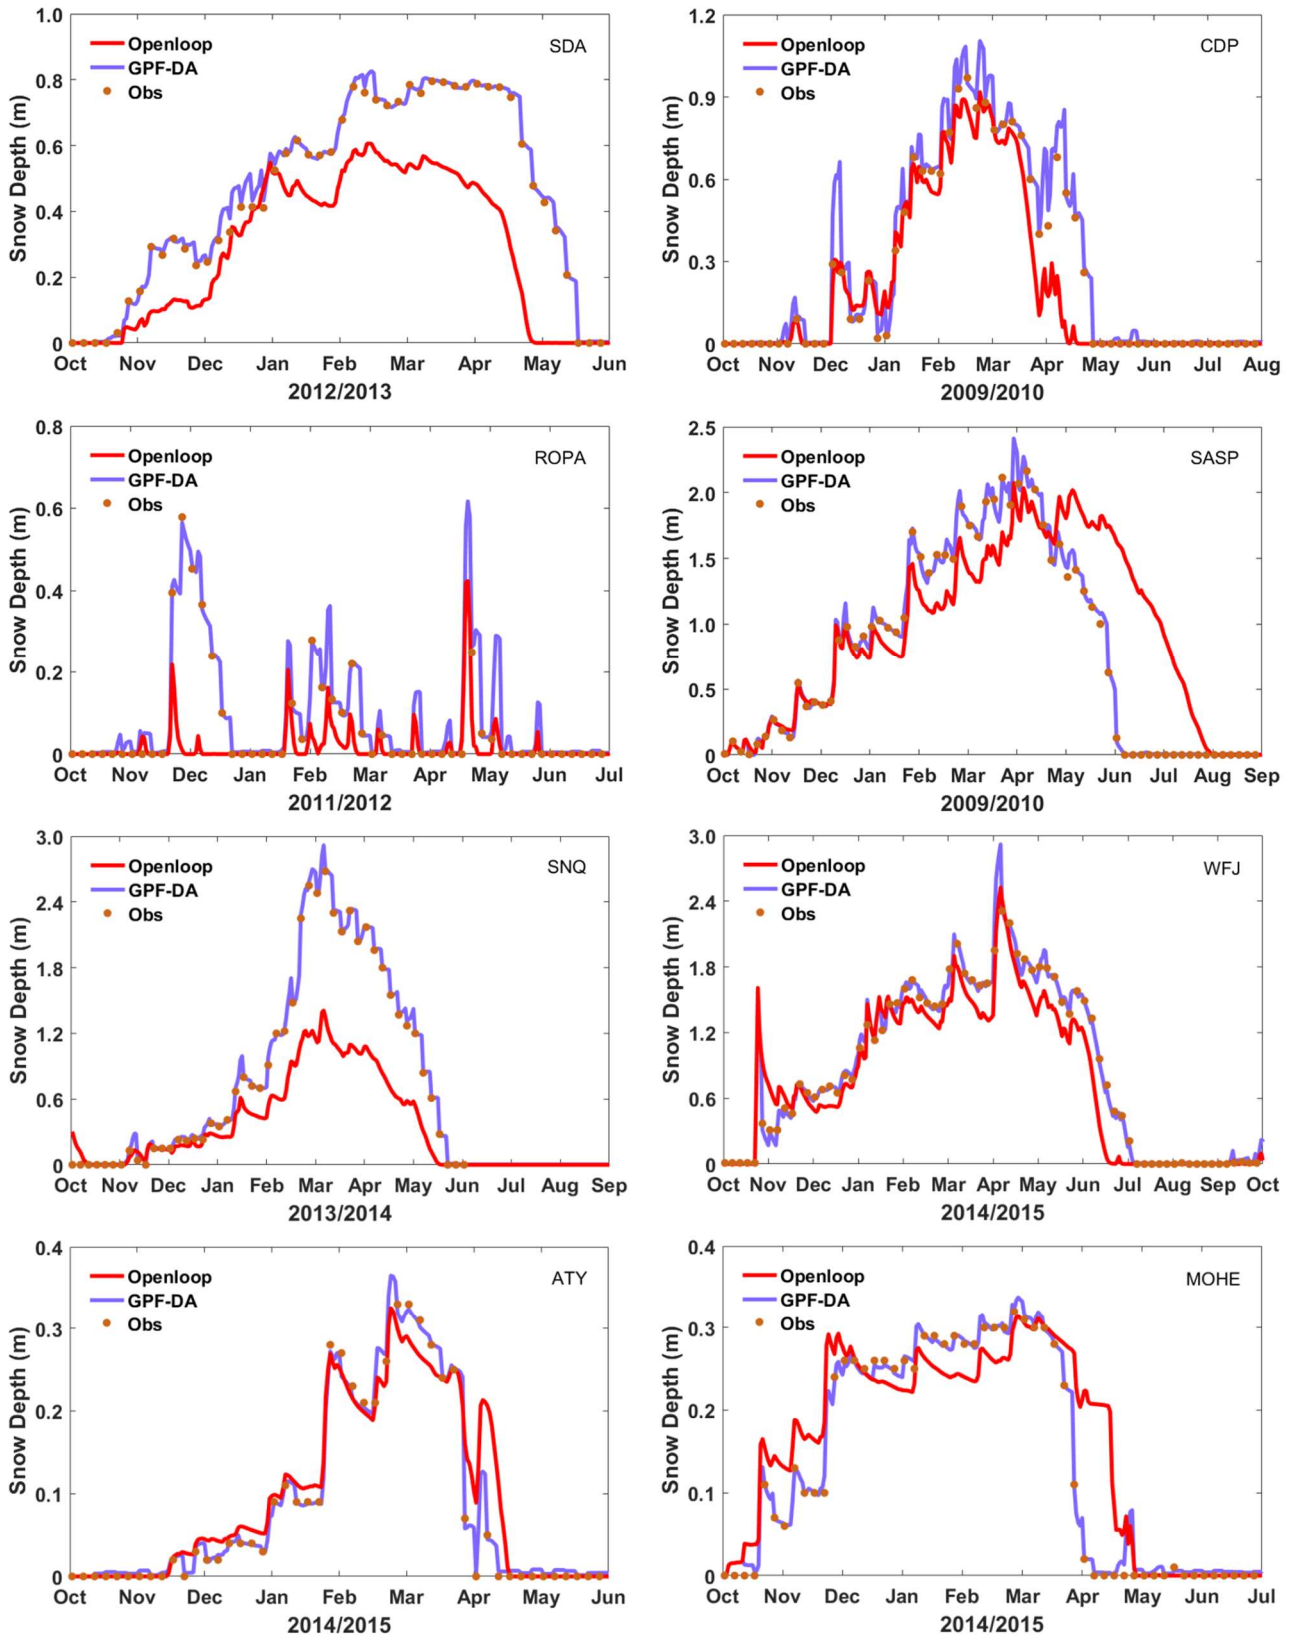 1.0
0.8
0.6
0.4
0.2
0
Snow Depth (m)
Openloop
GPF-DA
Obs
SDA
Oct Nov Dec Jan Feb Mar Apr May Jun
2012/2013
1.2
0.9
0.6
0.3
0
Snow Depth (m)
Openloop
GPF-DA
Obs
CDP
Oct Nov Dec Jan Feb Mar Apr May Jun Jul Aug
2009/2010
0.8
0.6
0.4
0.2
0
Snow Depth (m)
Openloop
GPF-DA
Obs
ROPA
Oct Nov Dec Jan Feb Mar Apr May Jun Jul
2011/2012
2.5
2.0
1.5
1.0
0.5
0
Snow Depth (m)
Openloop
GPF-DA
Obs
SASP
Oct Nov Dec Jan Feb Mar Apr May Jun Jul Aug Sep
2009/2010
3.0
2.4
1.8
1.2
0.6
0
Snow Depth (m)
Openloop
GPF-DA
Obs
SNQ
Oct Nov Dec Jan Feb Mar Apr May Jun Jul Aug Sep
2013/2014
3.0
2.4
1.8
1.2
0.6
0
Snow Depth (m)
Openloop
GPF-DA
Obs
WFJ
Oct Nov Dec Jan Feb Mar Apr May Jun Jul Aug Sep Oct
2014/2015
0.4
0.3
0.2
0.1
0
Snow Depth (m)
Openloop
GPF-DA
Obs
ATY
Oct Nov Dec Jan Feb Mar Apr May Jun
2014/2015
0.4
0.3
0.2
0.1
0
Snow Depth (m)
Openloop
GPF-DA
Obs
MOHE
Oct Nov Dec Jan Feb Mar Apr May Jun Jul
2014/2015